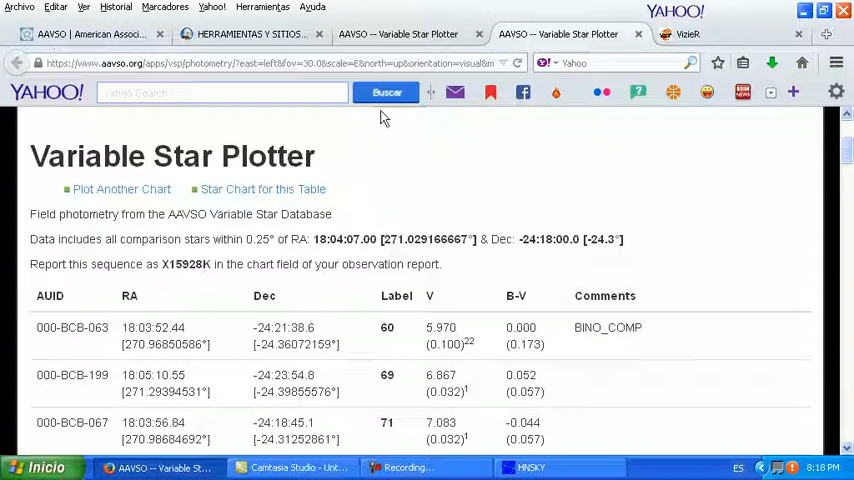 Archivo Editar Ver Historial Marcadores Yahoo! Herramientas Ayuda
YAHOO!
AAVSO | American Associ...
HERRAMIENTAS Y SITIOS...
AAVSO -- Variable Star Plotter
AAVSO -- Variable Star Plotter
VizieR
https://www.aavso.org/apps/vsp/photometry/?east=left&fov=30.0&scale=E&north=up&orientation=visual&m
Yahoo
YAHOO!
Yahoo Search
Buscar
BBC NEWS
Variable Star Plotter
Plot Another Chart
Star Chart for this Table
Field photometry from the AAVSO Variable Star Database
Data includes all comparison stars within 0.25° of RA: 18:04:07.00 [271.029166667°] & Dec: -24:18:00.0 [-24.3°]
Report this sequence as X15928K in the chart field of your observation report.
AUID RA Dec Label V B-V Comments
000-BCB-063 18:03:52.44 -24:21:38.6 60 5.970 0.000 BINO_COMP
[270.96850586°] [-24.36072159°] (0.100)22 (0.173)
000-BCB-199 18:05:10.55 -24:23:54.8 69 6.867 0.052
[271.29394531°] [-24.39855576°] (0.032)1 (0.057)
000-BCB-067 18:03:56.84 -24:18:45.1 71 7.083 -0.044
[270.98684692°] [-24.31252861°] (0.032)1 (0.057)
Inicio
AAVSO -- Variable St...
Camtasia Studio - Unt...
Recording...
HNSKY
ES
8:18 PM